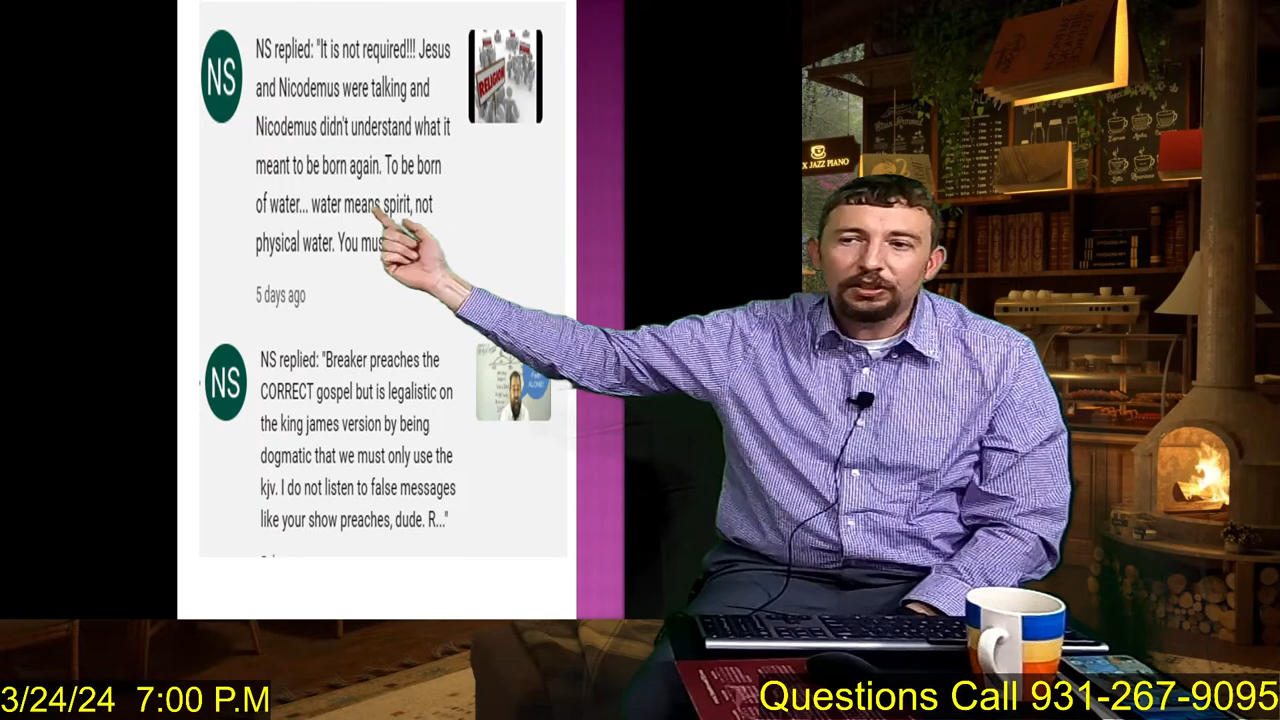 NS
NS replied: "It is not required!!! Jesus
and Nicodemus were talking and
Nicodemus didn't understand what it
meant to be born again. To be born
of water... water means spirit, not
physical water. You mus
5 days ago
RELIGION
NS
NS replied: "Breaker preaches the
CORRECT gospel but is legalistic on
the king james version by being
dogmatic that we must only use the
kjv. I do not listen to false messages
like your show preaches, dude. R..."
JAZZ PIANO
3/24/24 7:00 P.M
Questions Call 931-267-9095